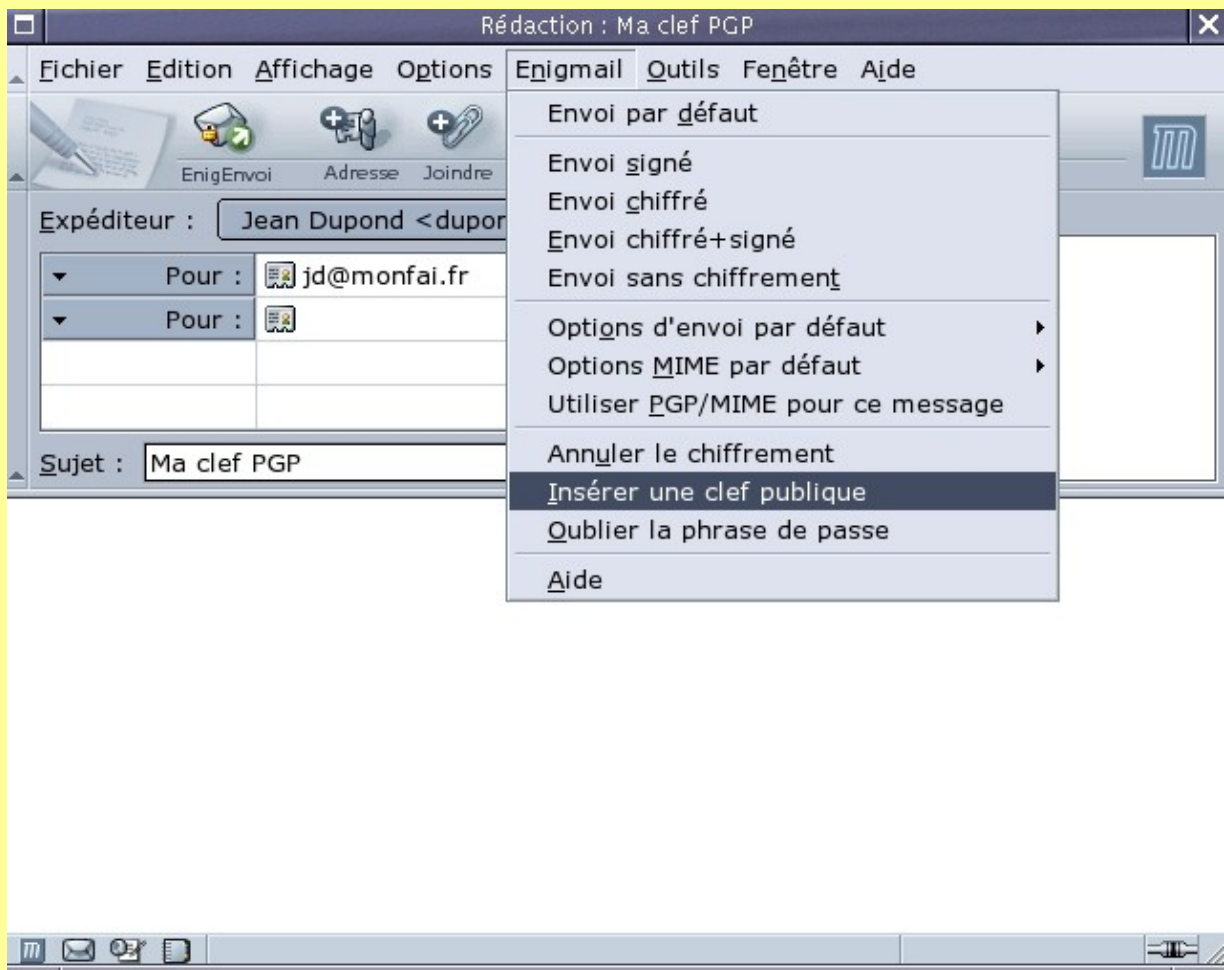 Rédaction : Ma clef PGP
Fichier Edition Affichage Options Enigmail Outils Fenêtre Aide
EnigEnvoi Adresse Joindre
Expéditeur : Jean Dupond <dupon
Pour : jd@monfai.fr
Pour :
Sujet : Ma clef PGP
Envoi par défaut
Envoi signé
Envoi chiffré
Envoi chiffré+signé
Envoi sans chiffrement
Options d'envoi par défaut
Options MIME par défaut
Utiliser PGP/MIME pour ce message
Annuler le chiffrement
Insérer une clef publique
Oublier la phrase de passe
Aide